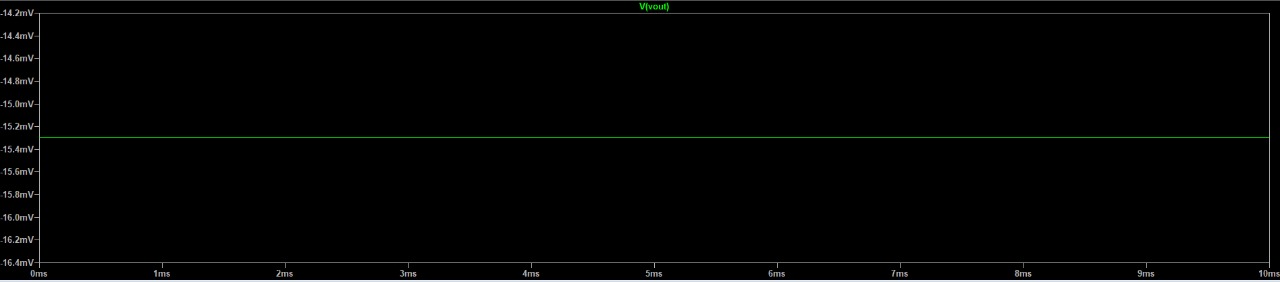 V(vout)
-14.2mV
-14.4mV
-14.6mV
-14.8mV
-15.0mV
-15.2mV
-15.4mV
-15.6mV
-15.8mV
-16.0mV
-16.2mV
-16.4mV
0ms 1ms 2ms 3ms 4ms 5ms 6ms 7ms 8ms 9ms 10ms